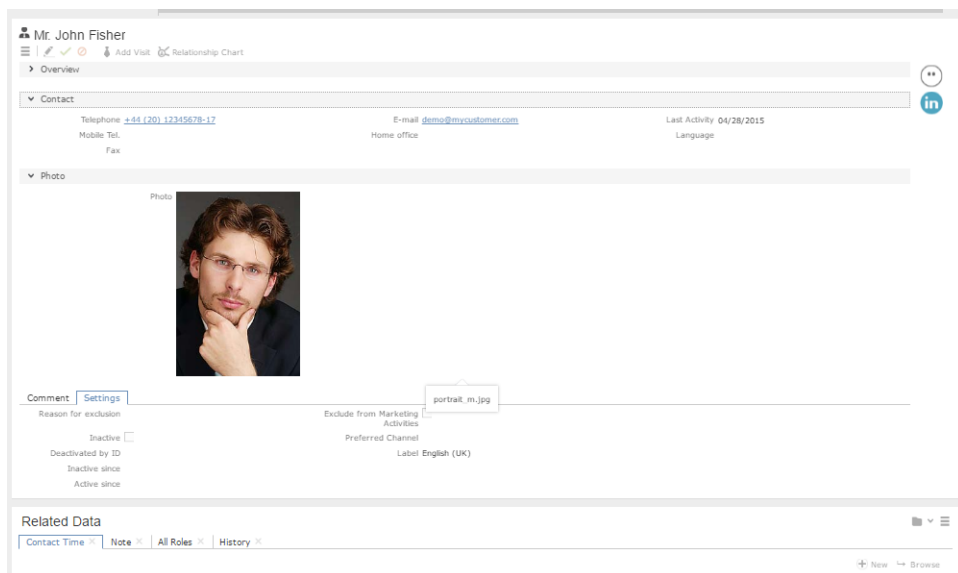 Mr. John Fisher
Add Visit Relationship Chart
Overview
Contact
Telephone +44 (20) 12345678-17 E-mail demo@mycustomer.com Last Activity 04/28/2015
Mobile Tel. Home office Language
Fax
Photo
Photo
portrait_m.jpg
Comment Settings
Reason for exclusion Exclude from Marketing
Activities
Inactive Preferred Channel
Deactivated by ID Label English (UK)
Inactive since
Active since
Related Data
Contact Time Note All Roles History
New Browse
in